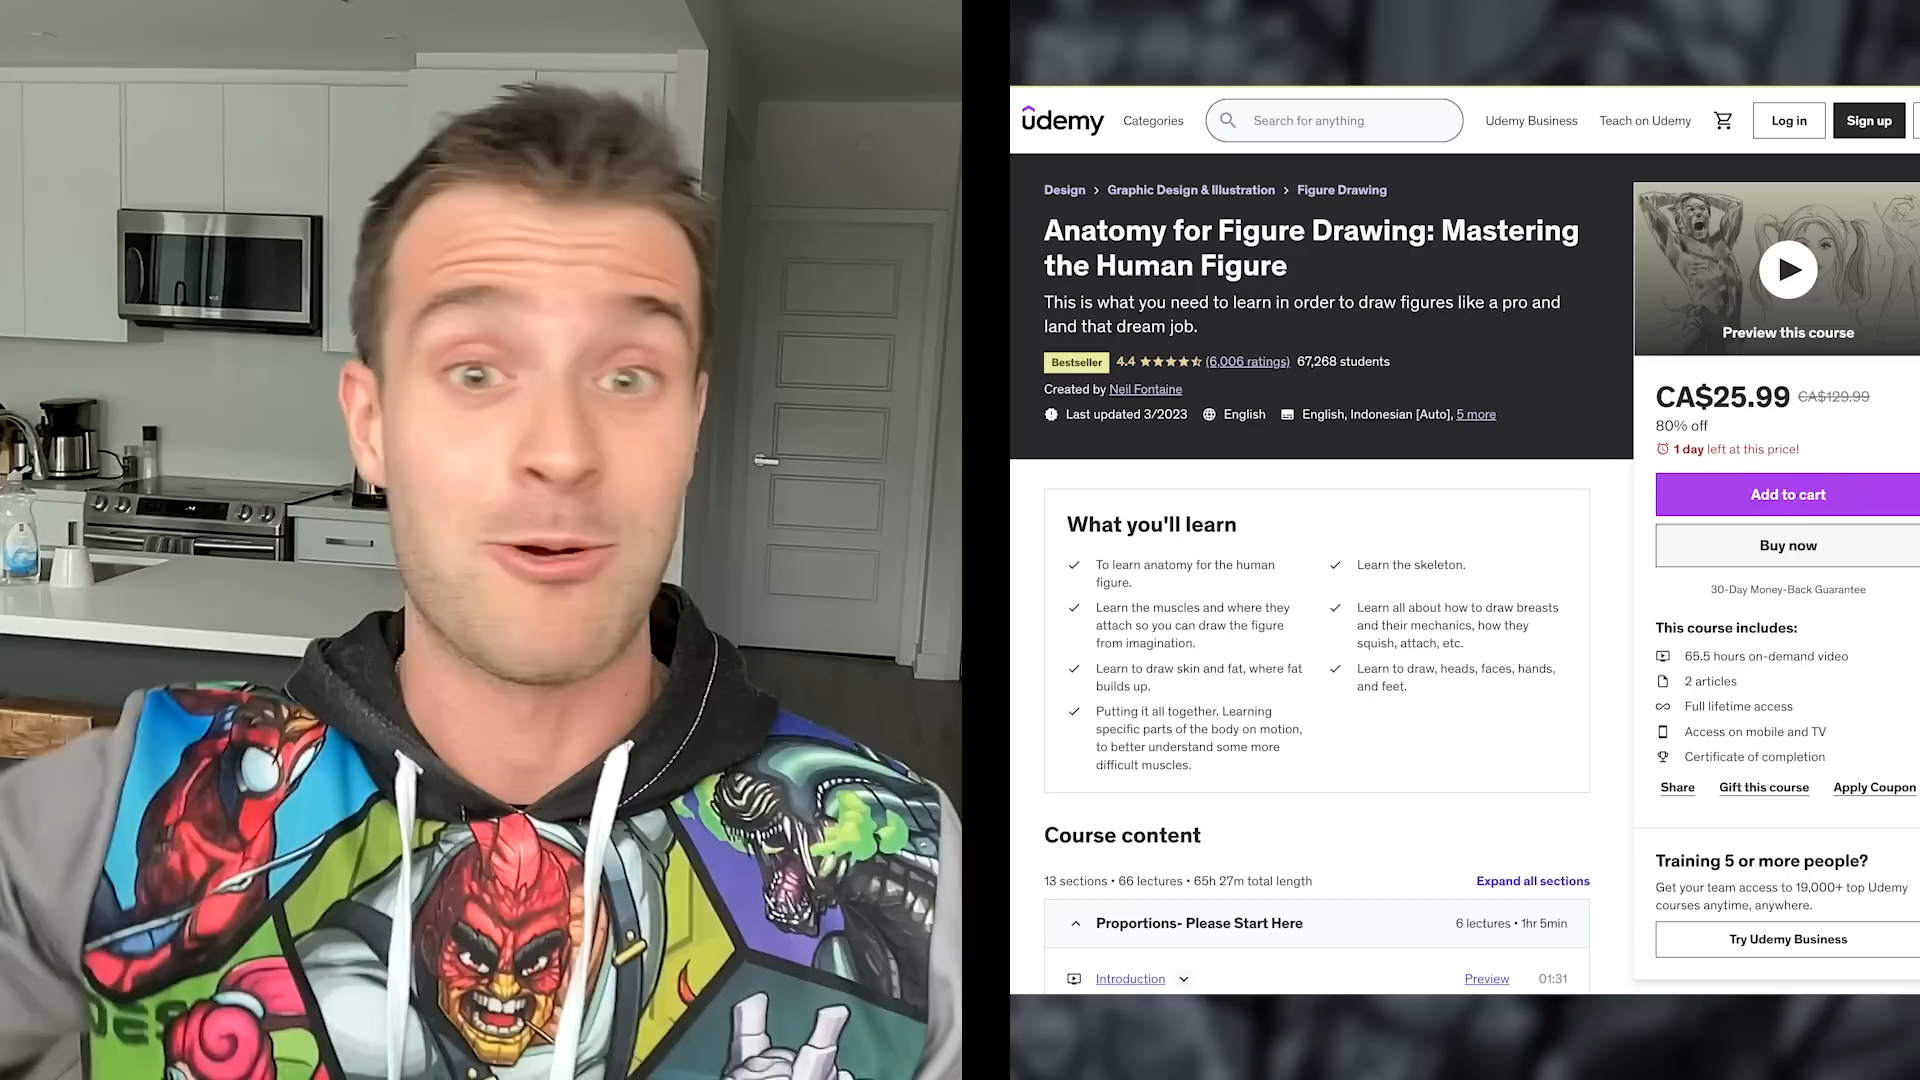 udemy
Categories
Search for anything
Udemy Business
Teach on Udemy
Log in
Sign up
Design > Graphic Design & Illustration > Figure Drawing
Anatomy for Figure Drawing: Mastering
the Human Figure
This is what you need to learn in order to draw figures like a pro and
land that dream job.
Bestseller 4.4 (6,006 ratings) 67,268 students
Created by Neil Fontaine
Last updated 3/2023 English English, Indonesian [Auto], 5 more
Preview this course
CA$25.99 CA$129.99
80% off
1 day left at this price!
Add to cart
Buy now
30-Day Money-Back Guarantee
This course includes:
65.5 hours on-demand video
2 articles
Full lifetime access
Access on mobile and TV
Certificate of completion
Share Gift this course Apply Coupon
Training 5 or more people?
Get your team access to 19,000+ top Udemy
courses anytime, anywhere.
Try Udemy Business
What you'll learn
To learn anatomy for the human
figure.
Learn the skeleton.
Learn the muscles and where they
attach so you can draw the figure
from imagination.
Learn all about how to draw breasts
and their mechanics, how they
squish, attach, etc.
Learn to draw skin and fat, where fat
builds up.
Learn to draw, heads, faces, hands,
and feet.
Putting it all together. Learning
specific parts of the body on motion,
to better understand some more
difficult muscles.
Course content
13 sections • 66 lectures • 65h 27m total length
Expand all sections
Proportions- Please Start Here
6 lectures • 1hr 5min
Introduction
Preview
01:31